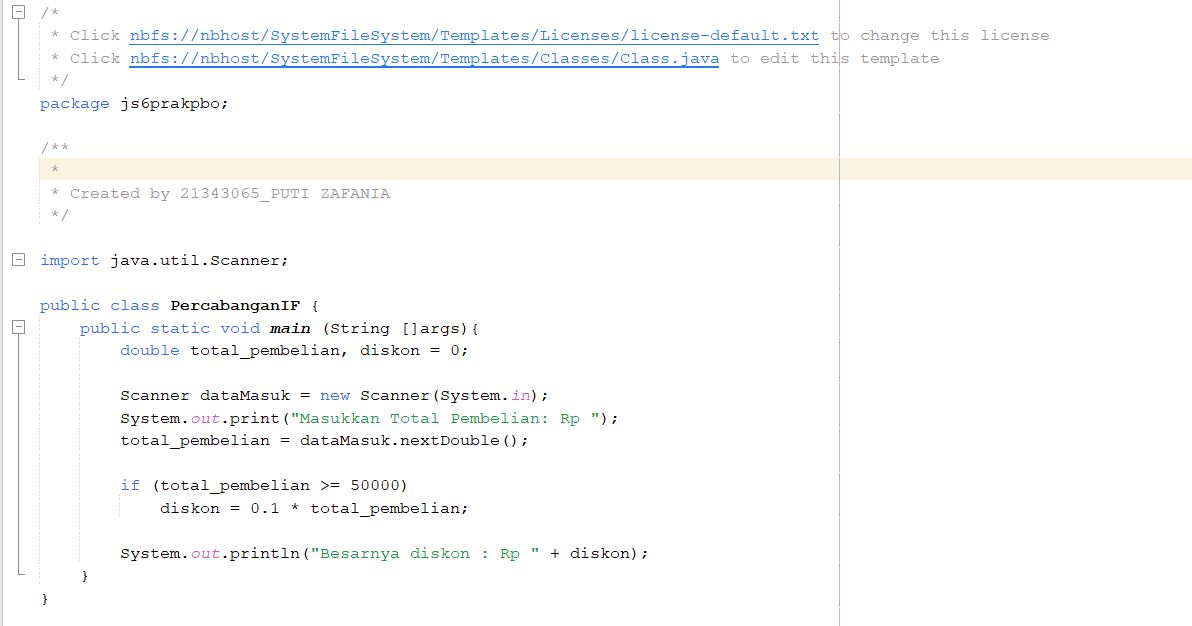 /*
 * Click nbfs://nbhost/SystemFileSystem/Templates/Licenses/license-default.txt to change this license
 * Click nbfs://nbhost/SystemFileSystem/Templates/Classes/Class.java to edit this template
 */
package js6prakpbo;
/**
 *
 * Created by 21343065_PUTI ZAFANIA
 */
import java.util.Scanner;
public class PercabanganIF {
    public static void main (String []args){
        double total_pembelian, diskon = 0;
        Scanner dataMasuk = new Scanner(System.in);
        System.out.print("Masukkan Total Pembelian: Rp ");
        total_pembelian = dataMasuk.nextDouble();
        if (total_pembelian >= 50000)
            diskon = 0.1 * total_pembelian;
        System.out.println("Besarnya diskon : Rp " + diskon);
    }
}